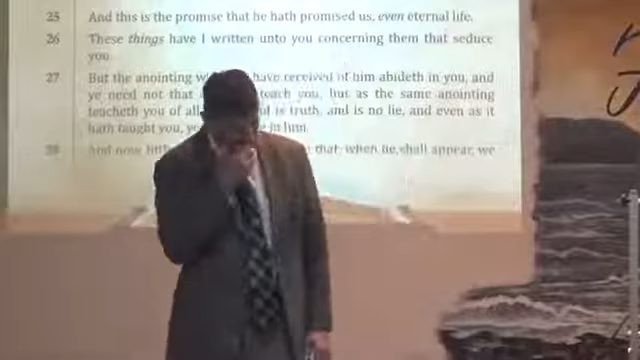 25 And this is the promise that he hath promised us, even eternal life.
26 These things have I written unto you concerning them that seduce
you.
27 But the anointing have received of him abideth in you, and
ye need not that teach you, but as the same anointing
teacheth you of all is truth, and is no lie, and even as it
hath taught you, in him.
28 And now that, when he shall appear, we